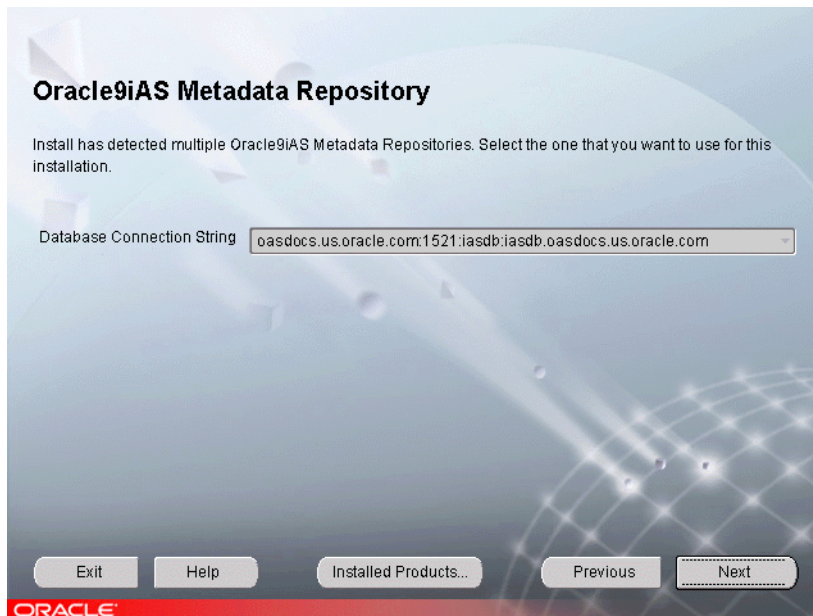 Oracle9iAS Metadata Repository
Install has detected multiple Oracle9iAS Metadata Repositories. Select the one that you want to use for this
installation.
Database Connection String oasdocs.us.oracle.com:1521:iasdb:iasdb.oasdocs.us.oracle.com
Exit Help Installed Products... Previous Next
ORACLE